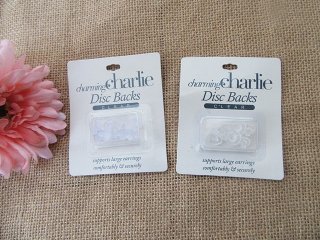 charming charlie
Disc Backs
CLEAR
supports large earrings
comfortably & securely
charming charlie
Disc Backs
CLEAR
supports large earrings
comfortably & securely